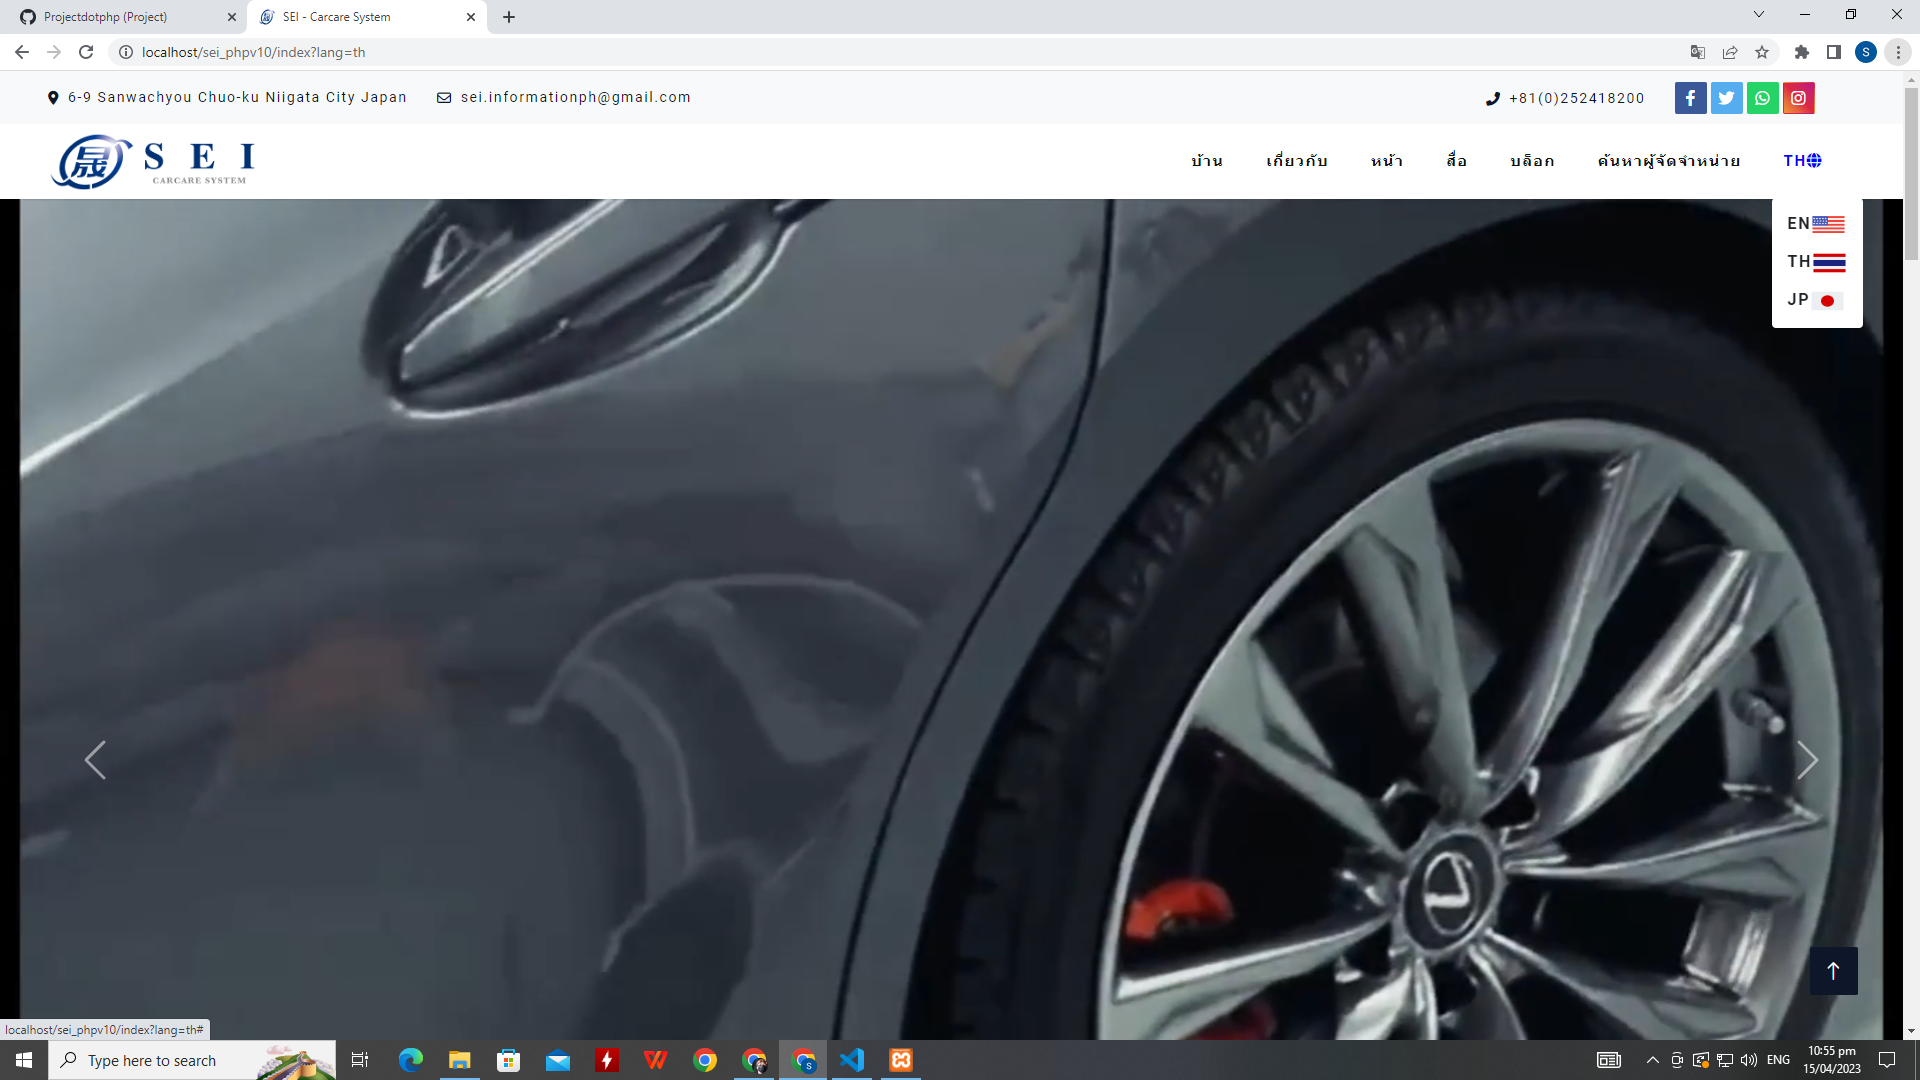 Projectdotphp (Project)
SEI - Carcare System
localhost/sei_phpv10/index?lang=th
S
6-9 Sanwachyou Chuo-ku Niigata City Japan
sei.informationph@gmail.com
+81(0)252418200
晟 SEI
CARCARE SYSTEM
บ้าน
เกี่ยวกับ
หน้า
สื่อ
บล็อก
ค้นหาผู้จัดจำหน่าย
TH
EN
TH
JP
localhost/sei_phpv10/index?lang=th#
Type here to search
ENG
10:55 pm
15/04/2023